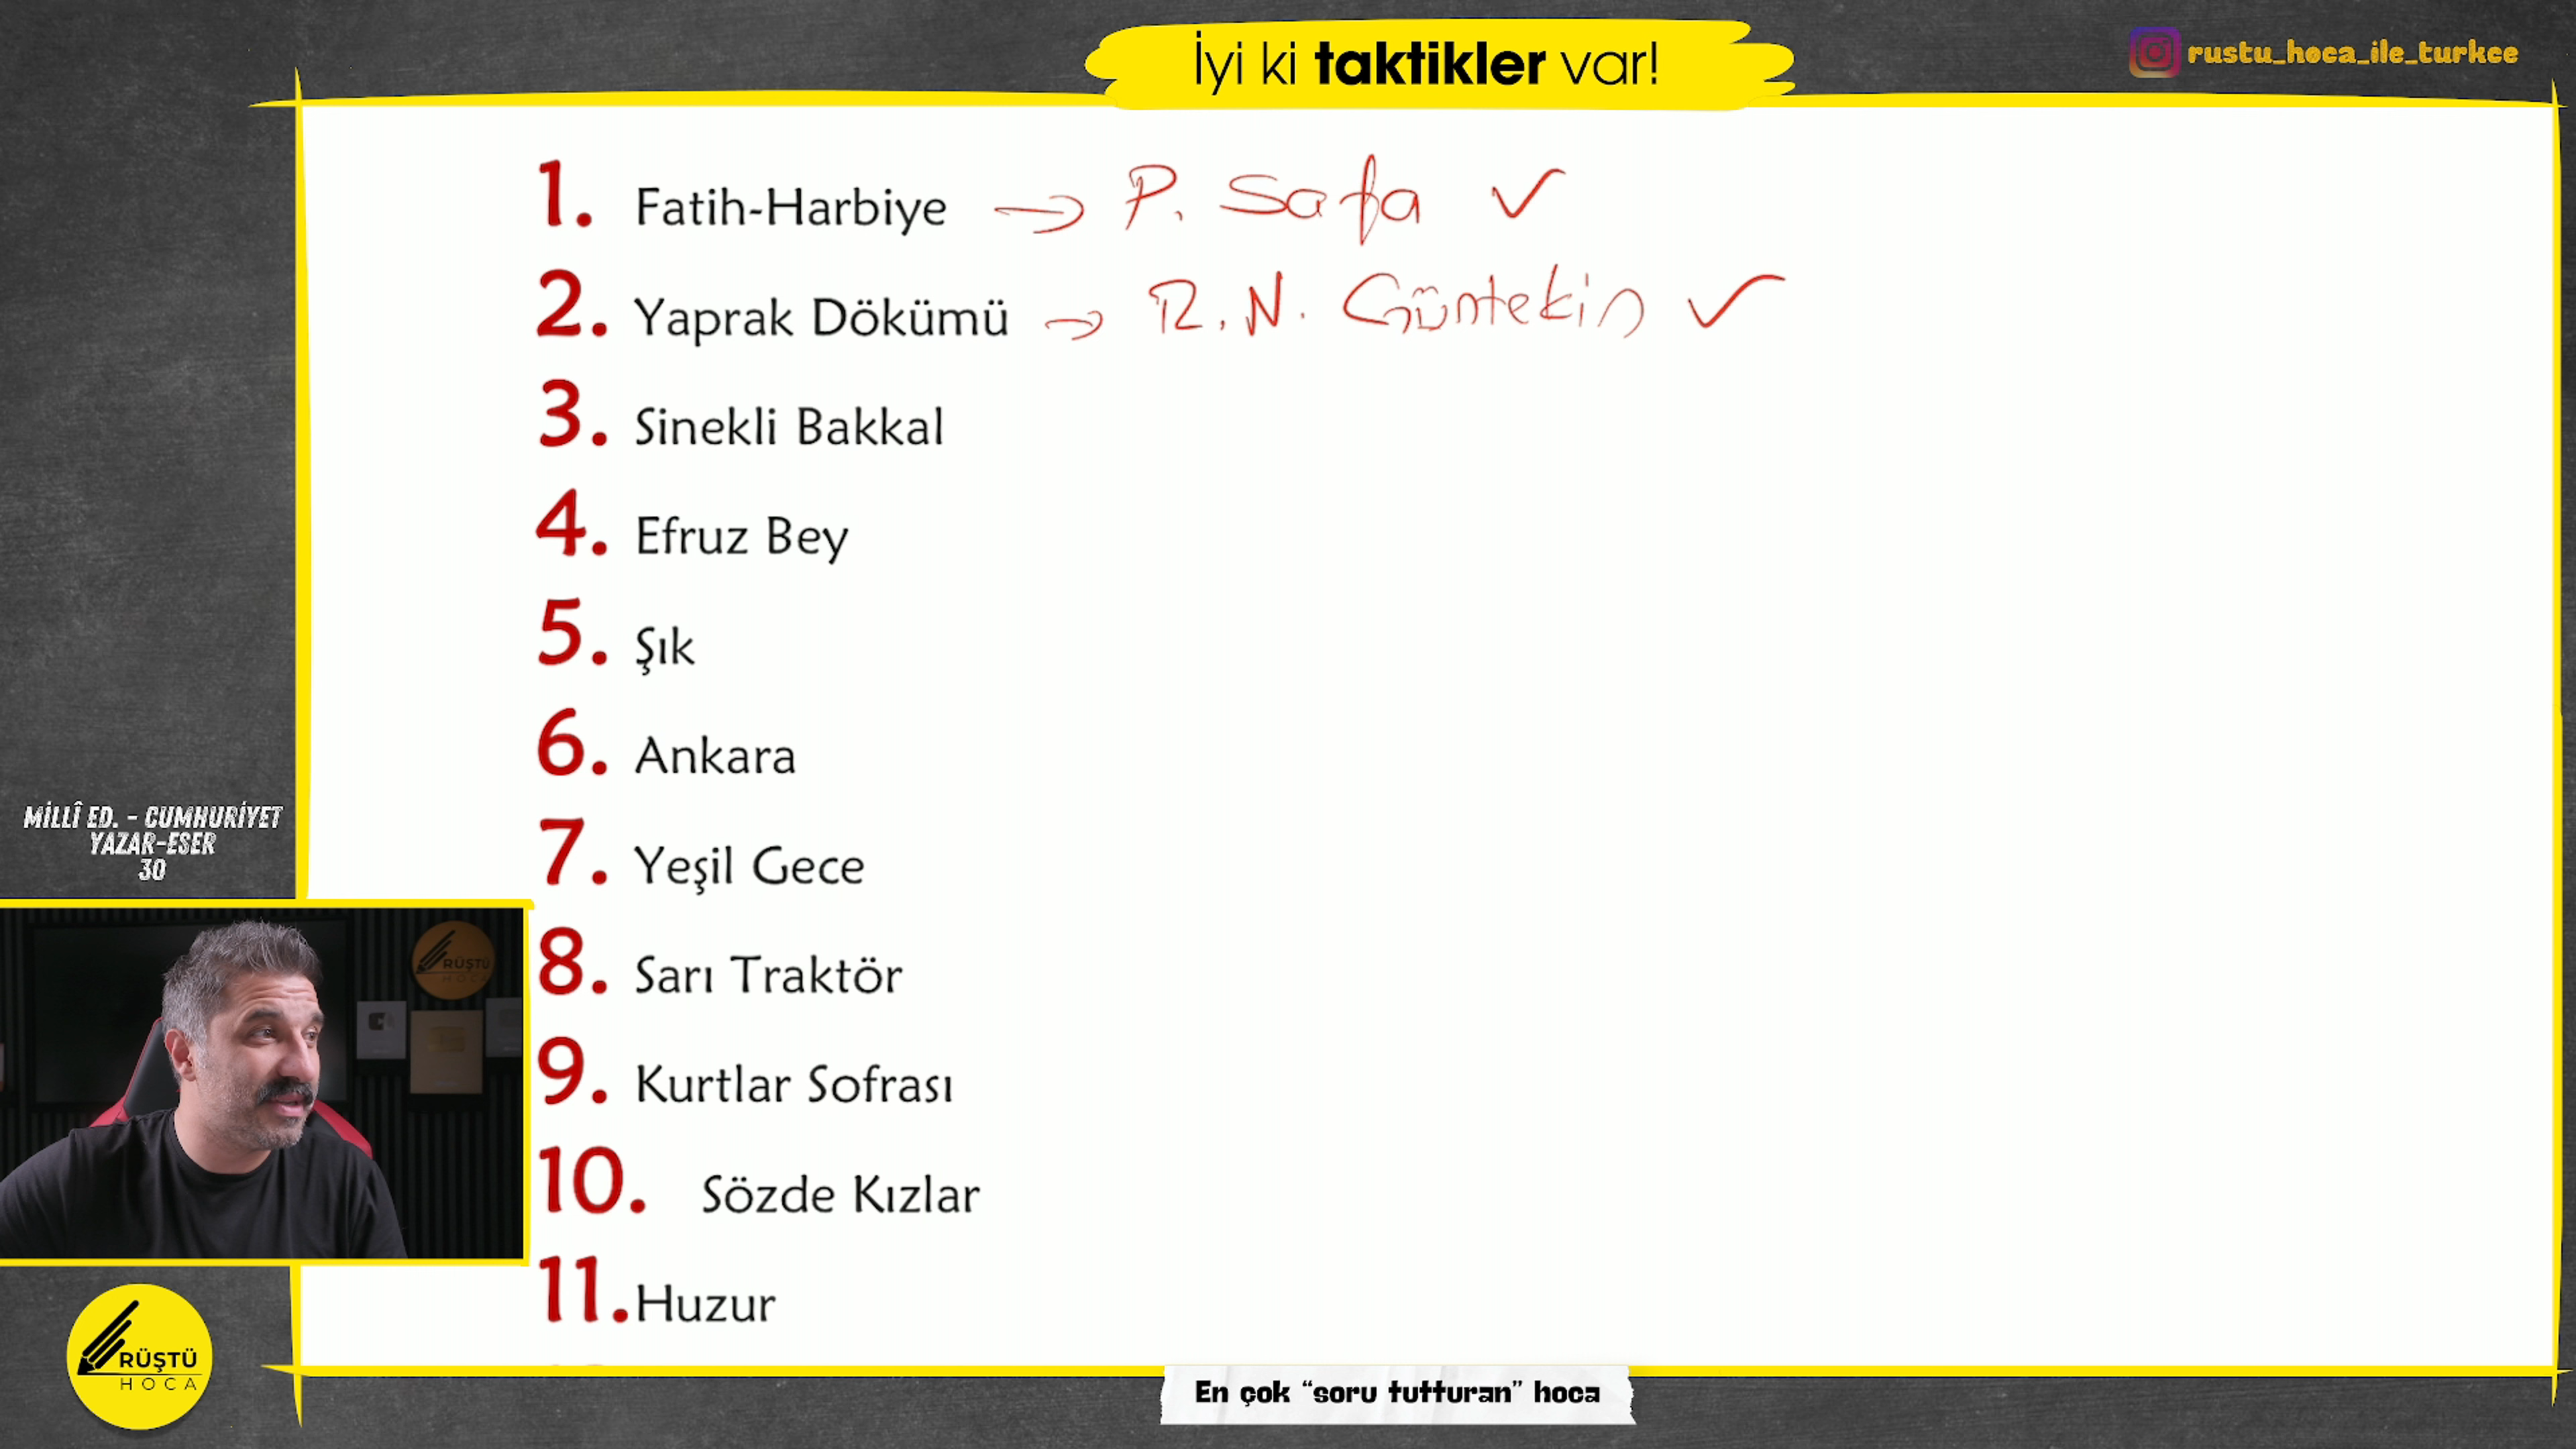 İyi ki taktikler var!
rustu_hoca_ile_turkce
1. Fatih-Harbiye → P. Safa ✓
2. Yaprak Dökümü → R.N. Güntekin ✓
3. Sinekli Bakkal
4. Efruz Bey
5. Şık
6. Ankara
7. Yeşil Gece
8. Sarı Traktör
9. Kurtlar Sofrası
10. Sözde Kızlar
11. Huzur
MİLLÎ ED. - CUMHURİYET
YAZAR-ESER
30
RÜŞTÜ
HOCA
RÜŞTÜ
HOCA
En çok “soru tutturan” hoca